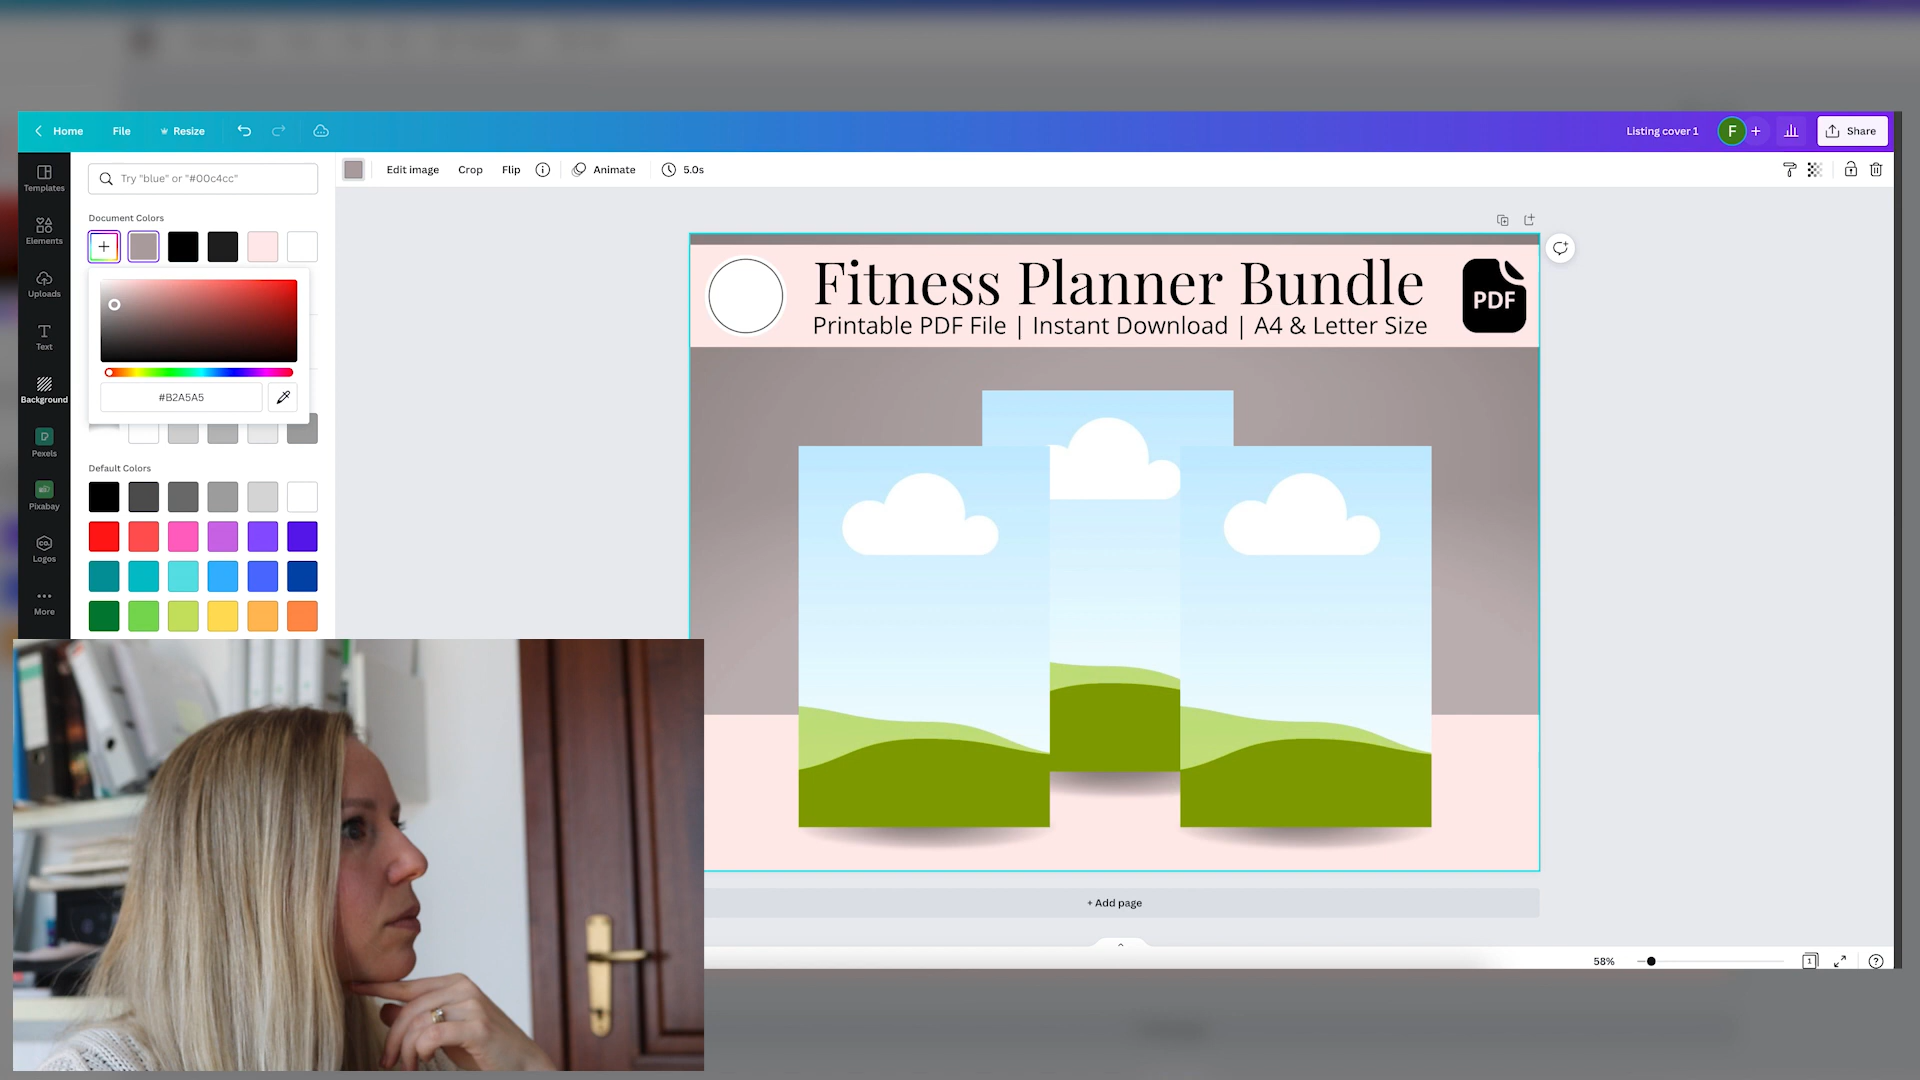 Home File Resize Listing cover 1 F + Share
Try "blue" or "#00c4cc" Edit image Crop Flip Animate 5.0s
Templates
Elements
Uploads
Text
Background
Pexels
Pixabay
Logos
More
Document Colors
#B2A5A5
Default Colors
Fitness Planner Bundle
Printable PDF File | Instant Download | A4 & Letter Size
PDF
+ Add page
58% 1 ?